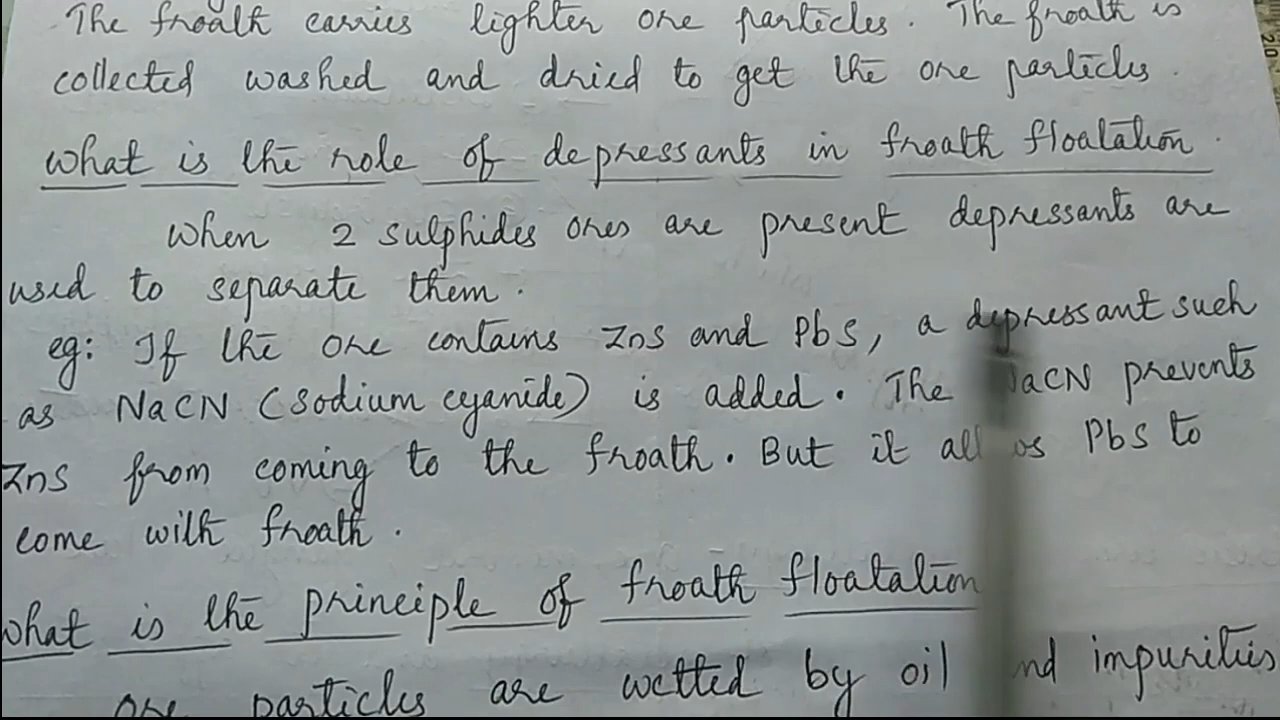 The froath carries lighter ore particles. The froath is
collected washed and dried to get the ore particles.
What is the role of depressants in froath floatation.
When 2 sulphides ores are present depressants are
used to separate them.
eg: If the ore contains ZnS and PbS, a depressant such
as NaCN (Sodium cyanide) is added. The NaCN prevents
ZnS from coming to the froath. But it allows PbS to
come with froath.
What is the principle of froath floatation
ore particles are wetted by oil and impurities